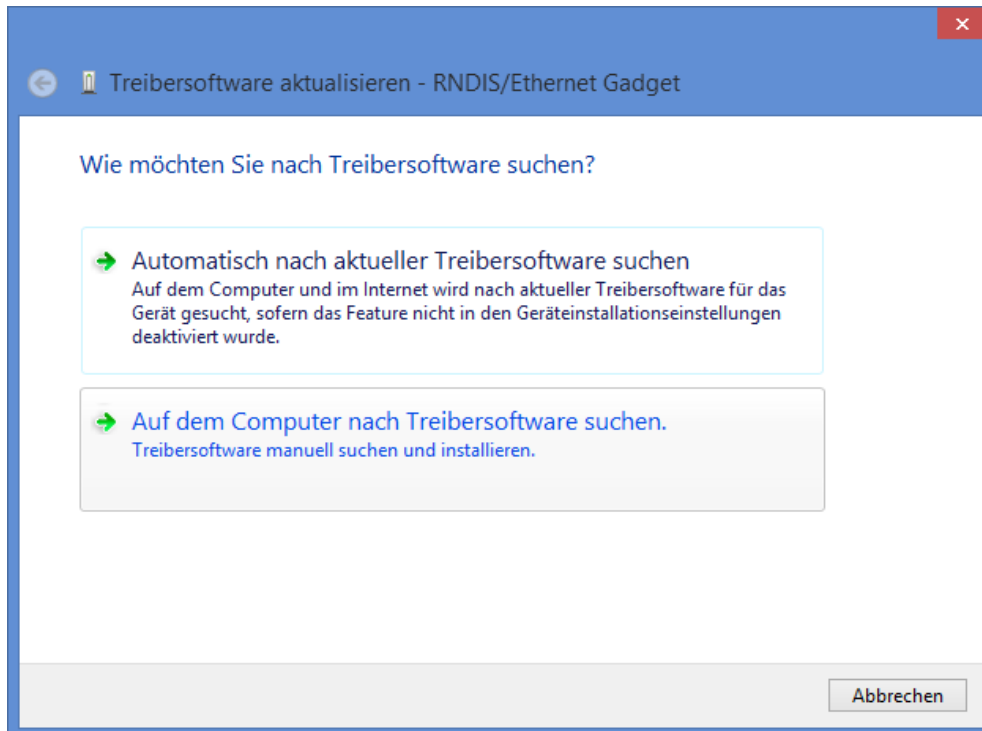 Treibersoftware aktualisieren - RNDIS/Ethernet Gadget
Wie möchten Sie nach Treibersoftware suchen?
Automatisch nach aktueller Treibersoftware suchen
Auf dem Computer und im Internet wird nach aktueller Treibersoftware für das
Gerät gesucht, sofern das Feature nicht in den Geräteinstallationseinstellungen
deaktiviert wurde.
Auf dem Computer nach Treibersoftware suchen.
Treibersoftware manuell suchen und installieren.
Abbrechen